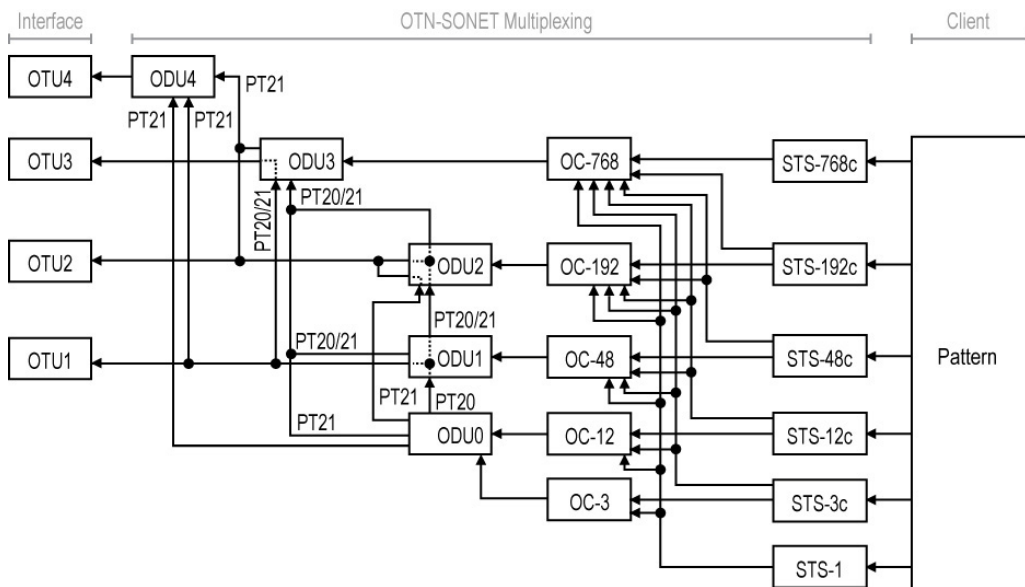 Interface
OTN-SONET Multiplexing
Client
OTU4
ODU4
PT21
PT21
PT21
OTU3
ODU3
OC-768
STS-768c
PT20/21
PT20/21
OTU2
ODU2
OC-192
STS-192c
PT20/21
OTU1
PT20/21
ODU1
OC-48
STS-48c
Pattern
PT21
PT20
PT21
ODU0
OC-12
STS-12c
OC-3
STS-3c
STS-1